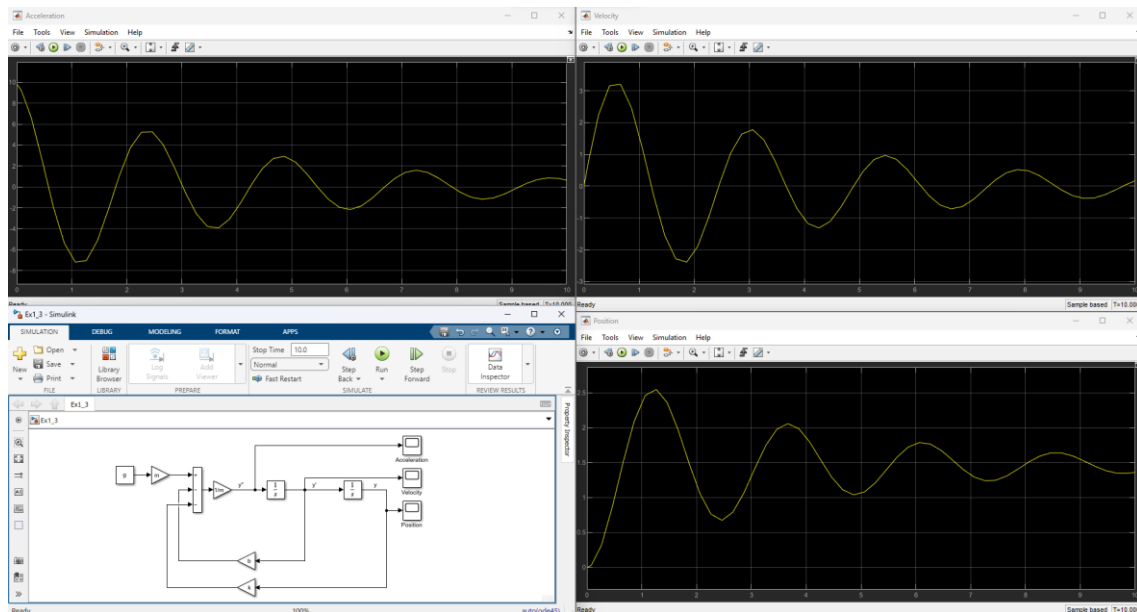 Acceleration
File Tools View Simulation Help
10
8
6
4
2
0
-2
-4
-6
-8
0 1 2 3 4 5 6 7 8 9 10
Ready
Sample based T=10.000
Velocity
File Tools View Simulation Help
3
2
1
0
-1
-2
-3
0 1 2 3 4 5 6 7 8 9
Ready
Sample based T=10.000
Ex1_3 - Simulink
SIMULATION DEBUG MODELING FORMAT APPS
New
Open
Save
Print
FILE
Library
Browser
LIBRARY
Log
Signals
Add
Viewer
PREPARE
Stop Time 10.0
Normal
Fast Restart
Step
Back
Run
Step
Forward
Stop
SIMULATE
Data
Inspector
REVIEW RESULTS
Ex1_3
Ex1_3
Property Inspector
Acceleration
Velocity
Position
g
m
1/m
y''
1
s
y'
1
s
y
b
k
Ready
100%
auto(ode45)
Position
File Tools View Simulation Help
2.5
2
1.5
1
0.5
0
0 1 2 3 4 5 6 7 8 9
Ready
Sample based T=10.000